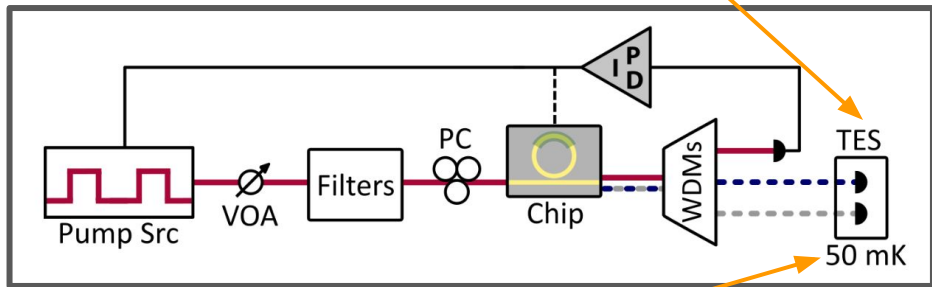 P
I
D
PC
TES
Filters
WDMs
VOA
Chip
Pump Src
50 mK